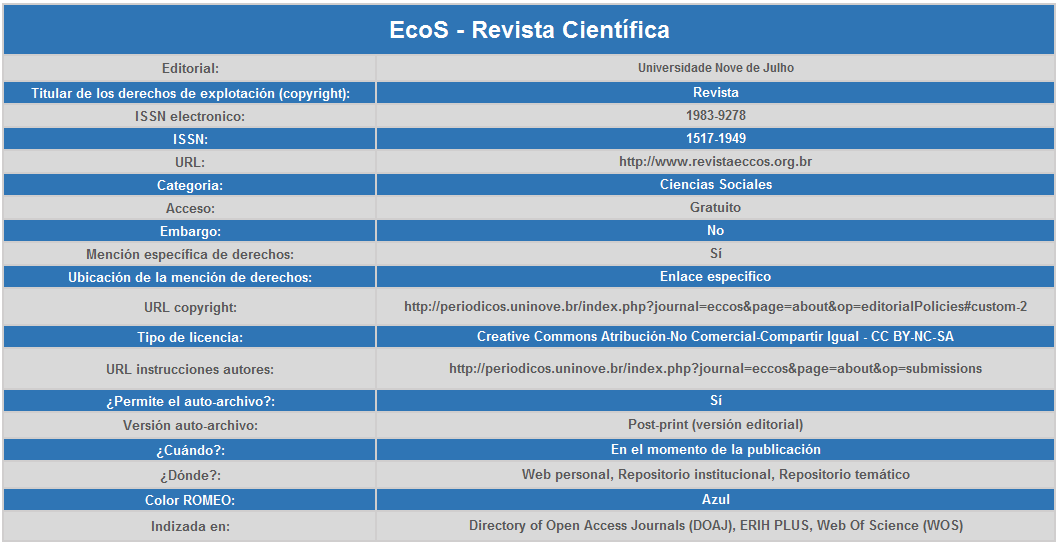 EcoS - Revista Científica
Editorial: Universidade Nove de Julho
Titular de los derechos de explotación (copyright): Revista
ISSN electronico: 1983-9278
ISSN: 1517-1949
URL: http://www.revistaeccos.org.br
Categoria: Ciencias Sociales
Acceso: Gratuito
Embargo: No
Mención específica de derechos: Sí
Ubicación de la mención de derechos: Enlace especifico
URL copyright: http://periodicos.uninove.br/index.php?journal=eccos&page=about&op=editorialPolicies#custom-2
Tipo de licencia: Creative Commons Atribución-No Comercial-Compartir Igual - CC BY-NC-SA
URL instrucciones autores: http://periodicos.uninove.br/index.php?journal=eccos&page=about&op=submissions
¿Permite el auto-archivo?: Sí
Versión auto-archivo: Post-print (versión editorial)
¿Cuándo?: En el momento de la publicación
¿Dónde?: Web personal, Repositorio institucional, Repositorio temático
Color ROMEO: Azul
Indizada en: Directory of Open Access Journals (DOAJ), ERIH PLUS, Web Of Science (WOS)